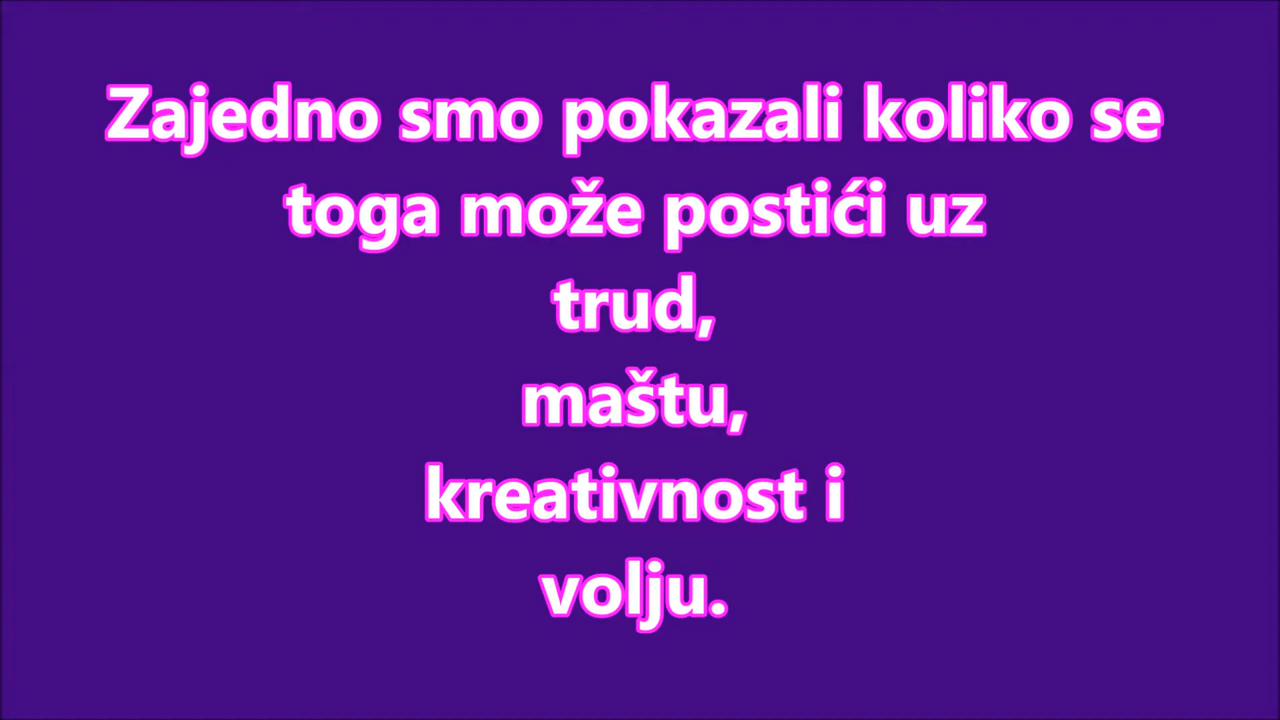 Zajedno smo pokazali koliko se
toga može postići uz
trud,
maštu,
kreativnost i
volju.